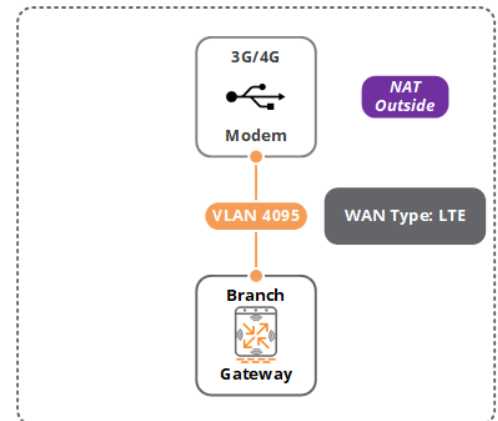 3G/4G
Modem
NAT
Outside
VLAN 4095
WAN Type: LTE
Branch
Gateway